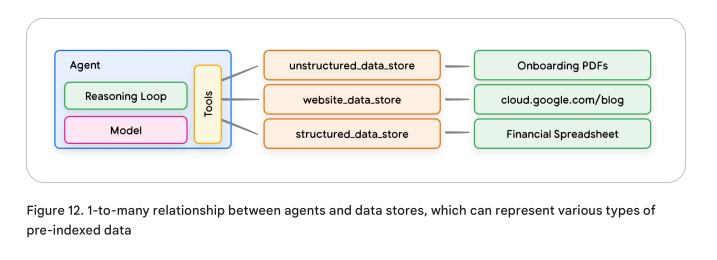 Agent
Reasoning Loop
Model
Tools
unstructured_data_store
Onboarding PDFs
website_data_store
cloud.google.com/blog
structured_data_store
Financial Spreadsheet
Figure 12. 1-to-many relationship between agents and data stores, which can represent various types of
pre-indexed data